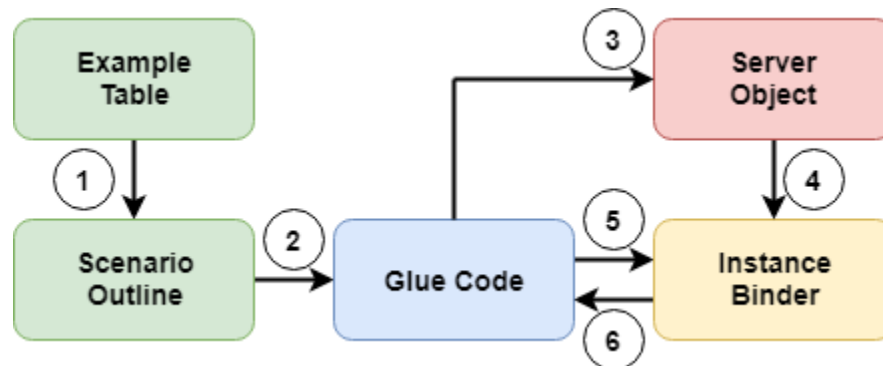 Example
Table
3
Server
Object
1
4
2
5
Scenario
Outline
Glue Code
Instance
Binder
6